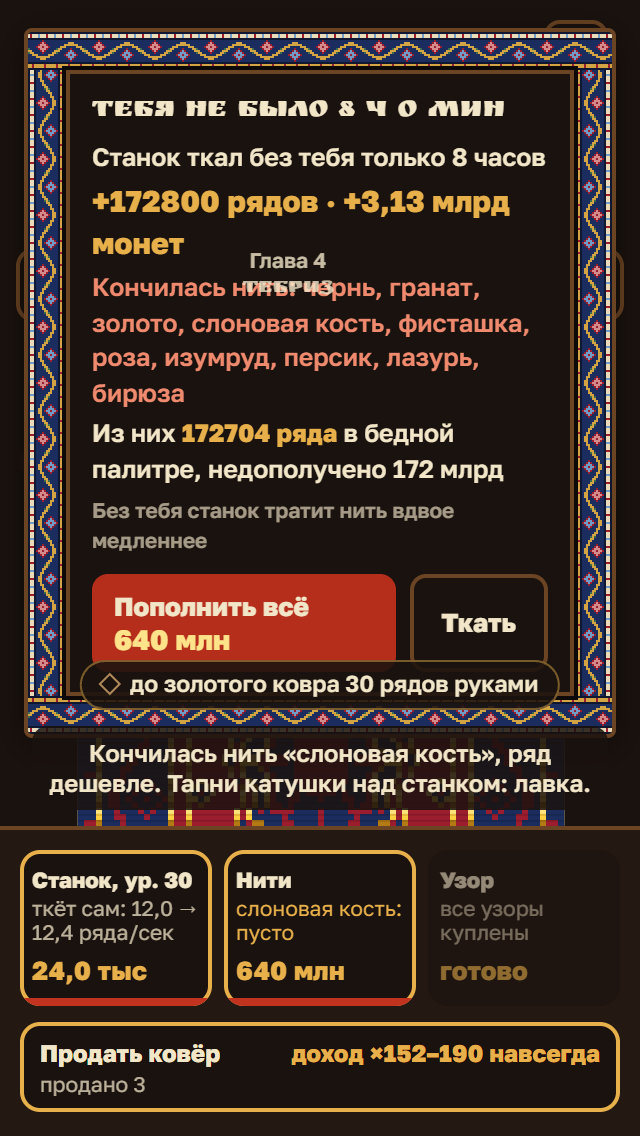 ТЕБЯ НЕ БЫЛО 8 Ч 0 МИН
Станок ткал без тебя только 8 часов
+172800 рядов · +3,13 млрд
монет
Глава 4
ТЕБРИЗ
Кончилась нить: чернь, гранат,
золото, слоновая кость, фисташка,
роза, изумруд, персик, лазурь,
бирюза
Из них 172704 ряда в бедной
палитре, недополучено 172 млрд
Без тебя станок тратит нить вдвое
медленнее
Пополнить всё
640 млн
Ткать
до золотого ковра 30 рядов руками
Кончилась нить «слоновая кость», ряд
дешевле. Тапни катушки над станком: лавка.
Станок, ур. 30
ткёт сам: 12,0 →
12,4 ряда/сек
24,0 тыс
Нити
слоновая кость:
пусто
640 млн
Узор
все узоры
куплены
готово
Продать ковёр
доход ×152–190 навсегда
продано 3